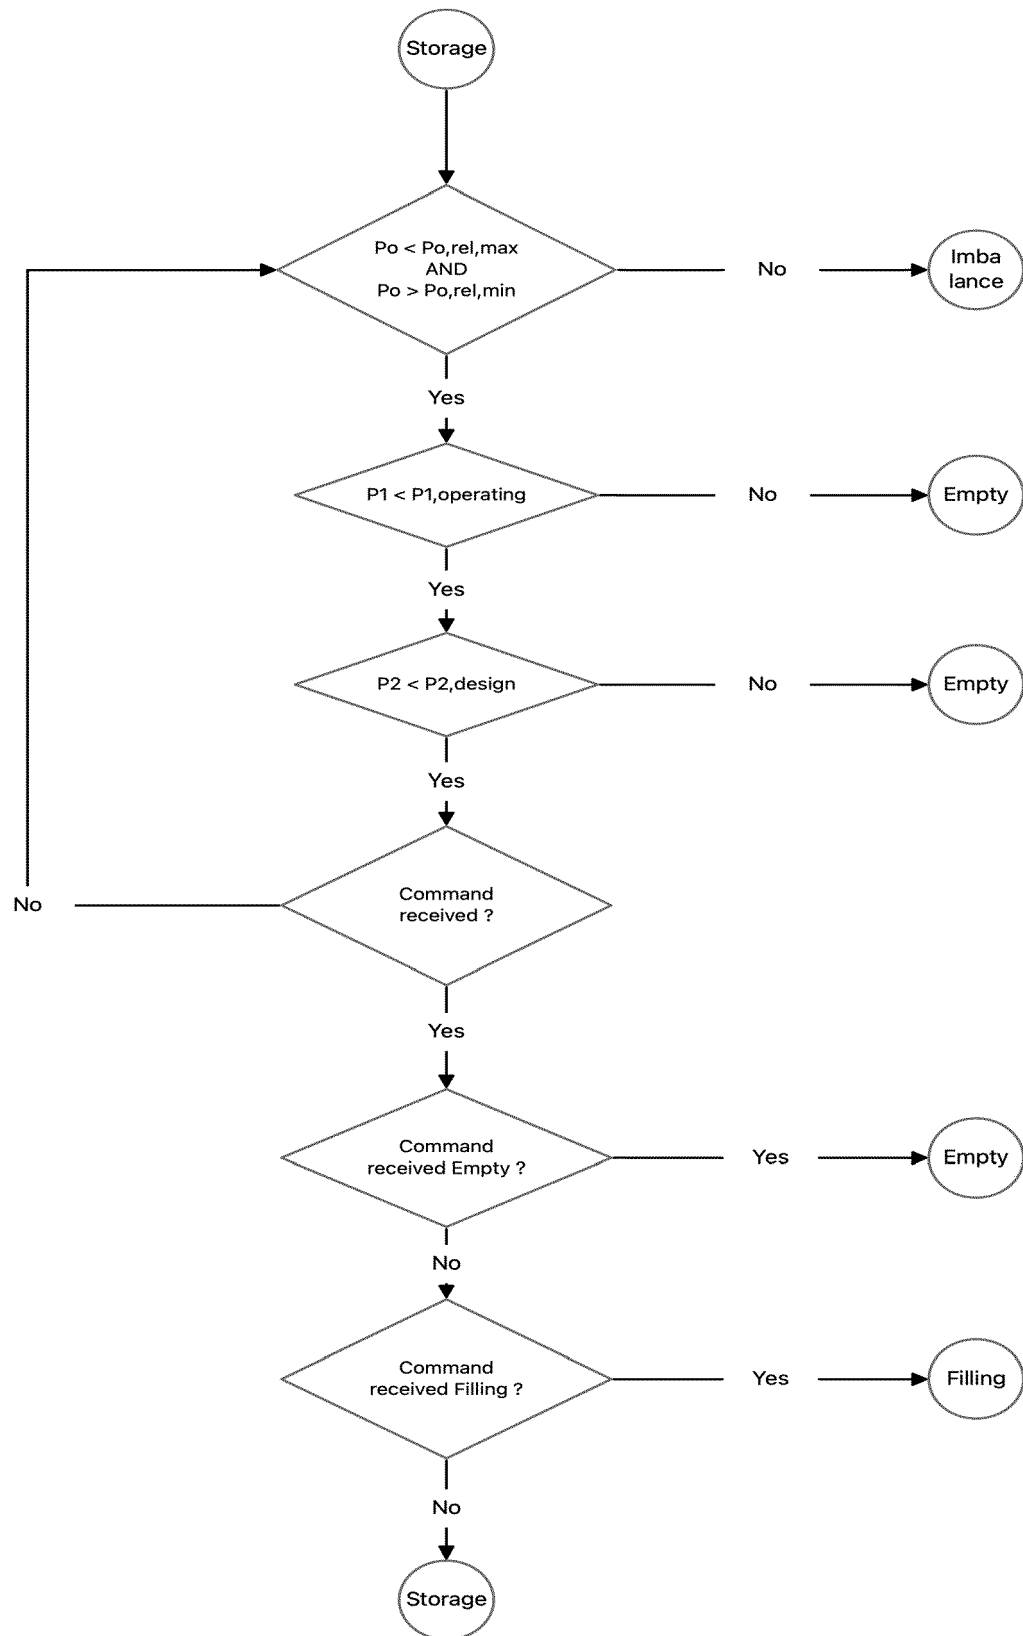 Storage
Po < Po,rel,max
AND
Po > Po,rel,min
No
Imba
lance
Yes
P1 < P1,operating
No
Empty
Yes
P2 < P2,design
No
Empty
Yes
Command
received ?
No
Yes
Command
received Empty ?
Yes
Empty
No
Command
received Filling ?
Yes
Filling
No
Storage